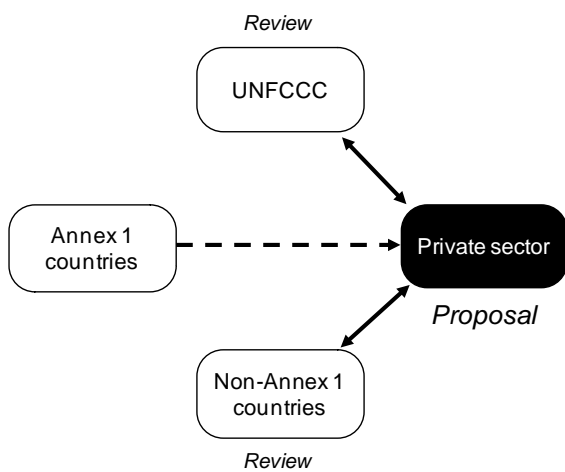 Review
UNFCCC
Annex 1
countries
Private sector
Proposal
Non-Annex 1
countries
Review